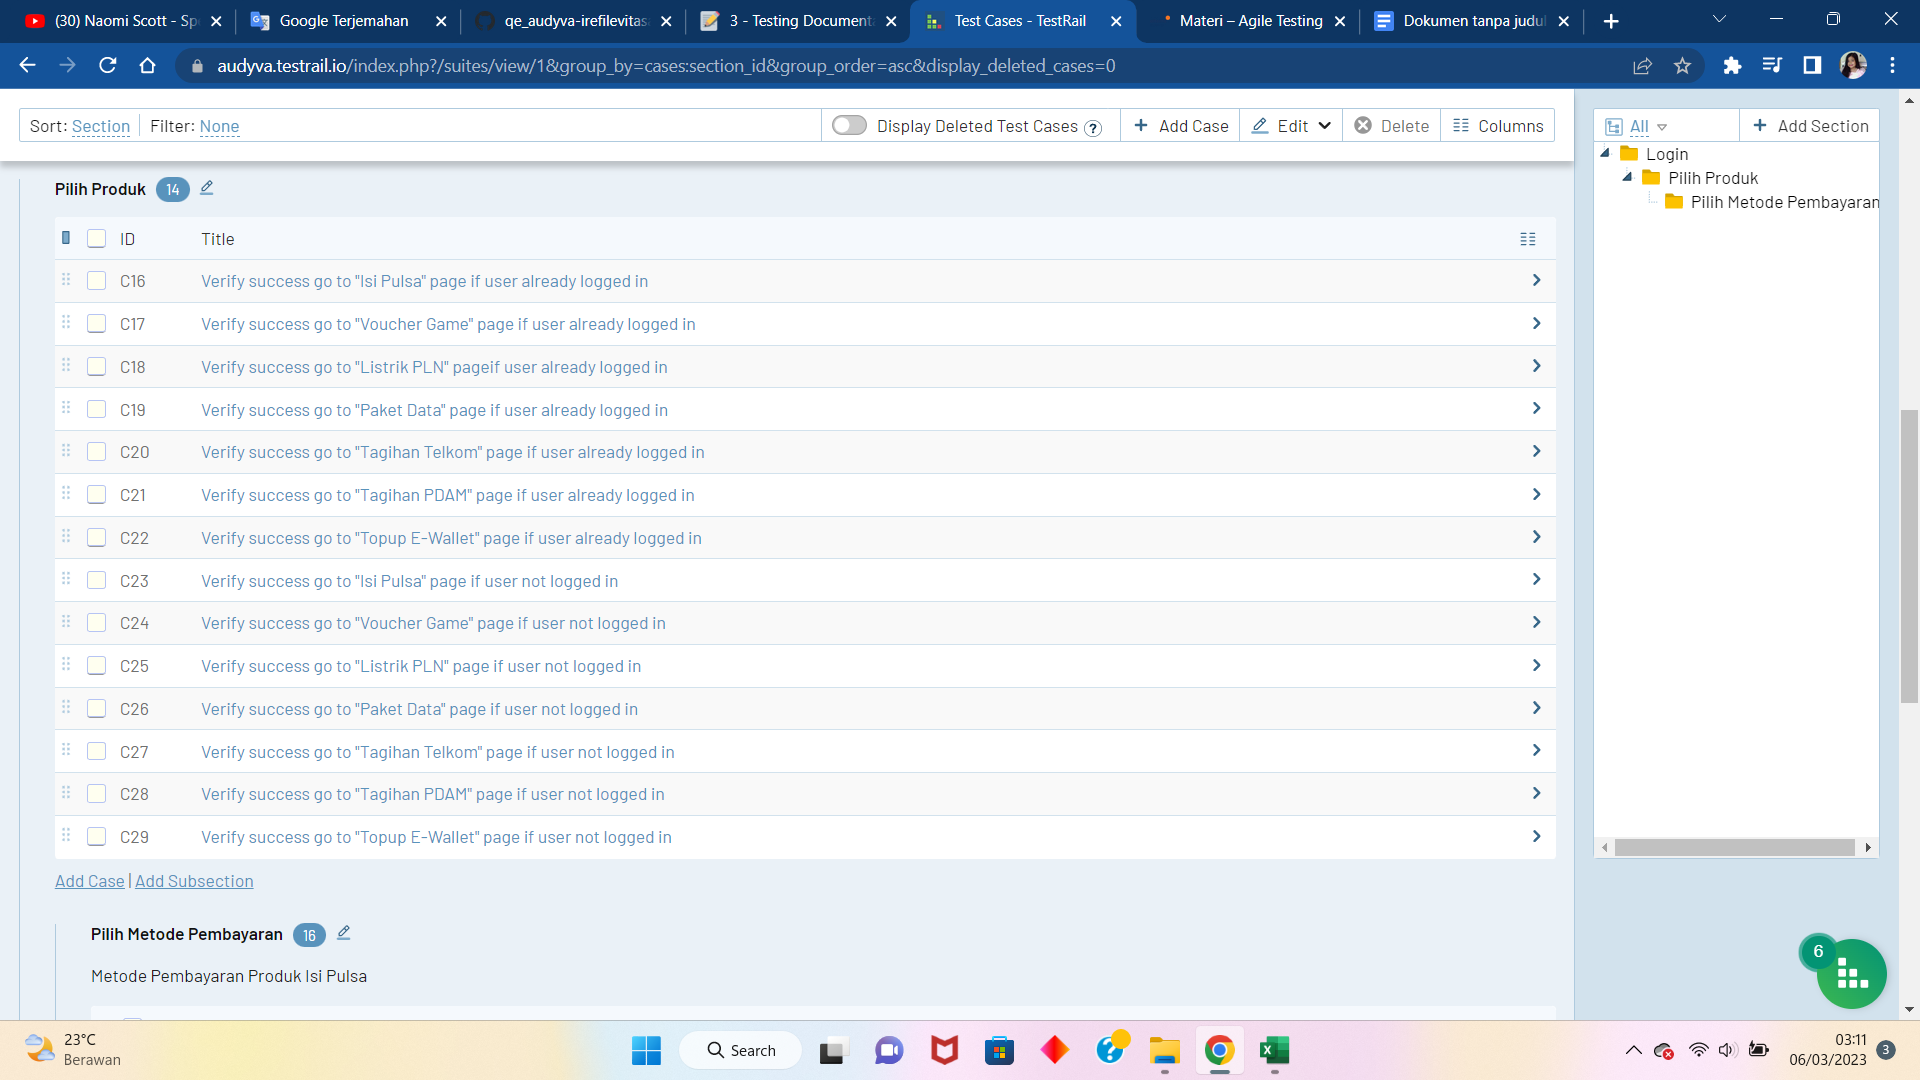 (30) Naomi Scott - Sp
Google Terjemahan
qe_audyva-irefilevitasa
3 - Testing Documenta
Test Cases - TestRail
Materi – Agile Testing
Dokumen tanpa judul
audyva.testrail.io/index.php?/suites/view/1&group_by=cases:section_id&group_order=asc&display_deleted_cases=0
Sort: Section
Filter: None
Display Deleted Test Cases ?
+ Add Case
Edit
Delete
Columns
All
+ Add Section
Login
Pilih Produk
Pilih Metode Pembayaran
Pilih Produk 14
ID Title
C16 Verify success go to "Isi Pulsa" page if user already logged in
C17 Verify success go to "Voucher Game" page if user already logged in
C18 Verify success go to "Listrik PLN" pageif user already logged in
C19 Verify success go to "Paket Data" page if user already logged in
C20 Verify success go to "Tagihan Telkom" page if user already logged in
C21 Verify success go to "Tagihan PDAM" page if user already logged in
C22 Verify success go to "Topup E-Wallet" page if user already logged in
C23 Verify success go to "Isi Pulsa" page if user not logged in
C24 Verify success go to "Voucher Game" page if user not logged in
C25 Verify success go to "Listrik PLN" page if user not logged in
C26 Verify success go to "Paket Data" page if user not logged in
C27 Verify success go to "Tagihan Telkom" page if user not logged in
C28 Verify success go to "Tagihan PDAM" page if user not logged in
C29 Verify success go to "Topup E-Wallet" page if user not logged in
Add Case | Add Subsection
Pilih Metode Pembayaran 16
Metode Pembayaran Produk Isi Pulsa
6
23°C
Berawan
Search
03:11
06/03/2023
3